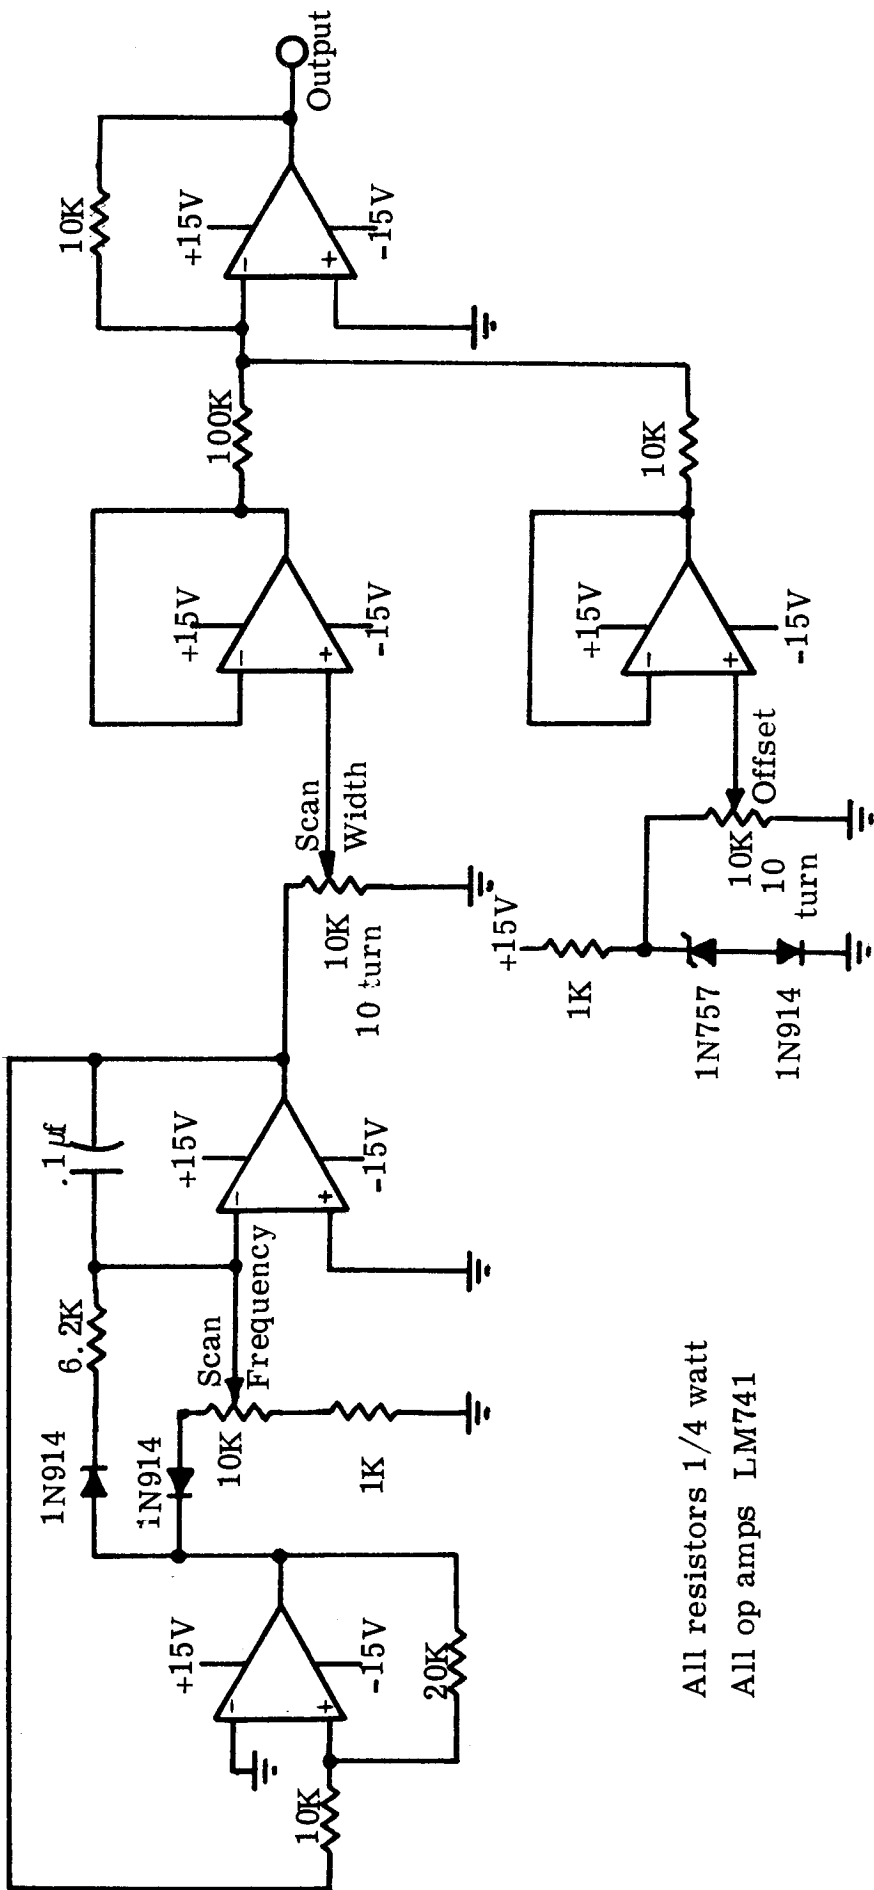 10K
+15V
-15V
Output
100K
+15V
-15V
10K
+15V
-15V
Scan
Width
10K
10 turn
Offset
10K
10
turn
+15V
1K
1N757
1N914
.1 µf
+15V
-15V
6.2K
Scan
Frequency
1N914
1N914
10K
1K
+15V
-15V
20K
10K
All resistors 1/4 watt
All op amps LM741